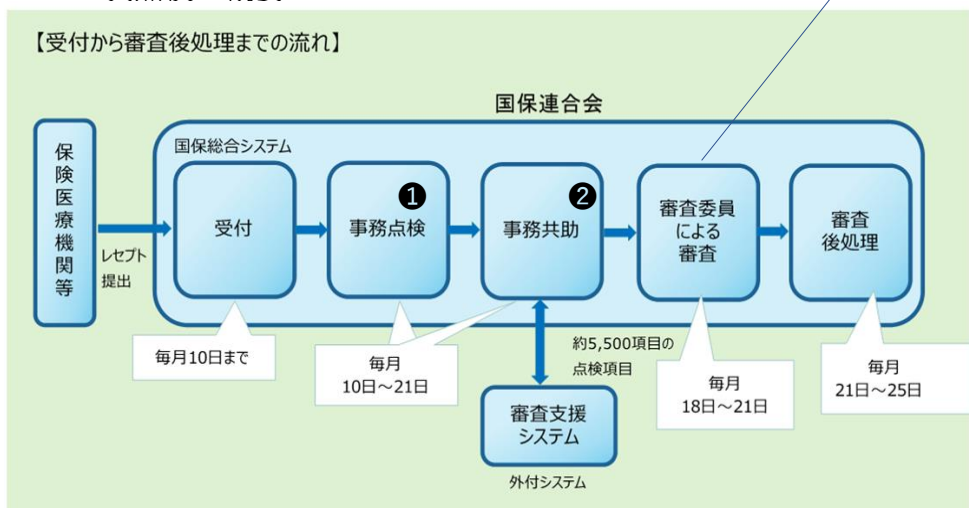 【受付から審査後処理までの流れ】
国保連合会
国保総合システム
保険医療機関等
レセプト
提出
受付
事務点検
❶
事務共助
❷
審査委員
による
審査
審査
後処理
毎月10日まで
毎月
10日~21日
約5,500項目の
点検項目
毎月
18日~21日
毎月
21日~25日
審査支援
システム
外付システム